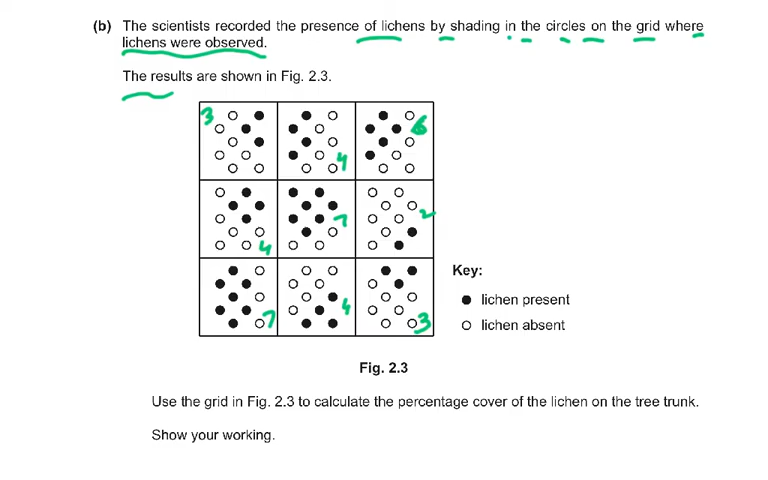 (b) The scientists recorded the presence of lichens by shading in the circles on the grid where
lichens were observed.
The results are shown in Fig. 2.3.
3
4
6
4
7
2
7
4
3
Key:
lichen present
lichen absent
Fig. 2.3
Use the grid in Fig. 2.3 to calculate the percentage cover of the lichen on the tree trunk.
Show your working.